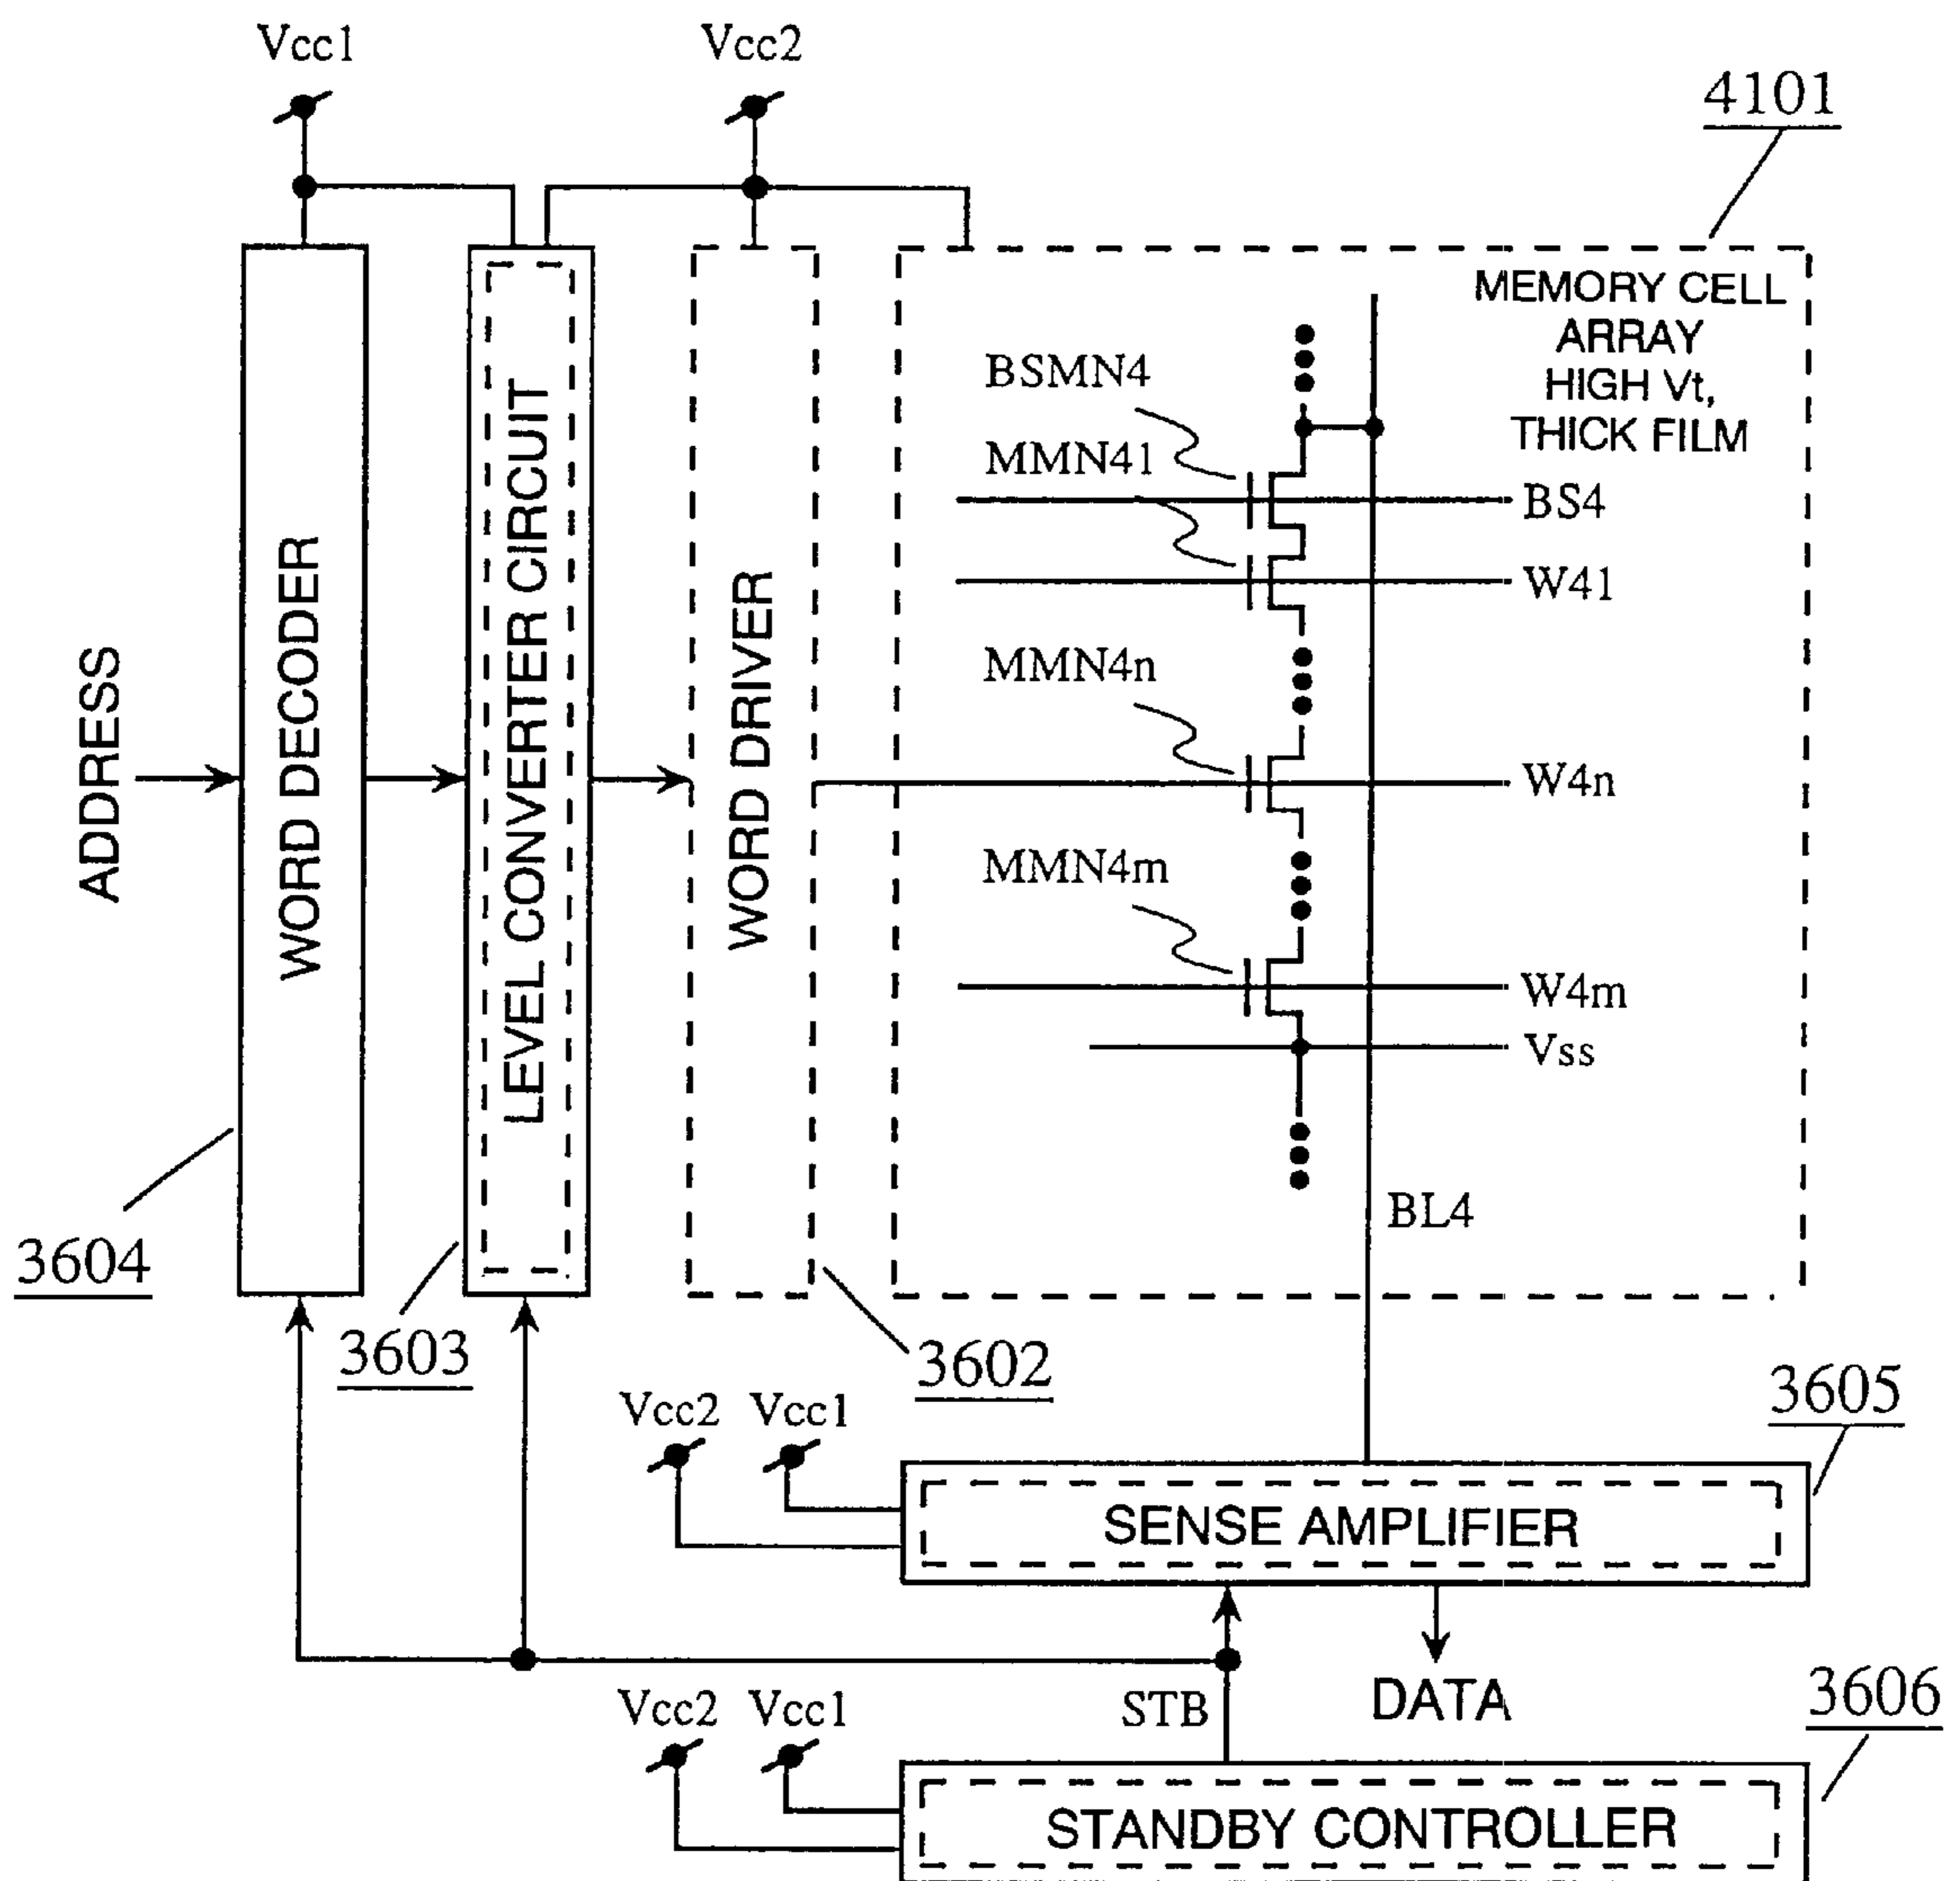 Vcc1
Vcc2
4101
MEMORY CELL
ARRAY
HIGH Vt,
THICK FILM
BSMN4
MMN41
BS4
W41
MMN4n
W4n
MMN4m
W4m
Vss
BL4
ADDRESS
WORD DECODER
LEVEL CONVERTER CIRCUIT
WORD DRIVER
3604
3603
3602
3605
Vcc2
Vcc1
SENSE AMPLIFIER
STB
DATA
3606
Vcc2
Vcc1
STANDBY CONTROLLER